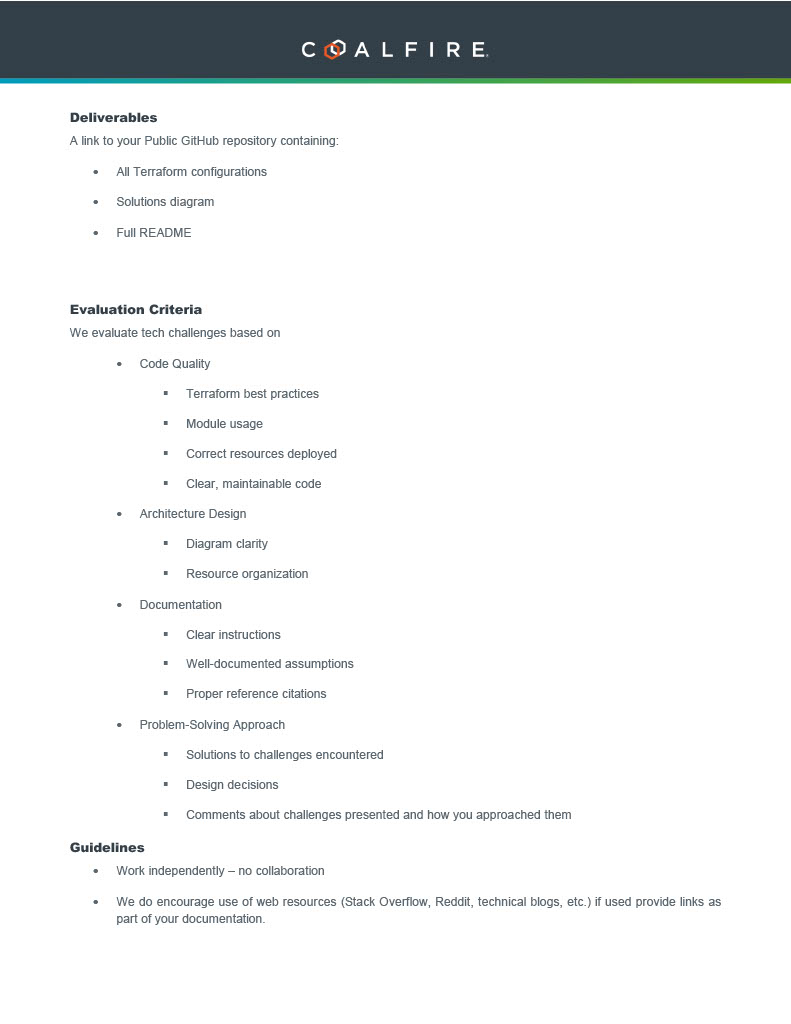 COALFIRE.
Deliverables
A link to your Public GitHub repository containing:
• All Terraform configurations
• Solutions diagram
• Full README
Evaluation Criteria
We evaluate tech challenges based on
• Code Quality
▪ Terraform best practices
▪ Module usage
▪ Correct resources deployed
▪ Clear, maintainable code
• Architecture Design
▪ Diagram clarity
▪ Resource organization
• Documentation
▪ Clear instructions
▪ Well-documented assumptions
▪ Proper reference citations
• Problem-Solving Approach
▪ Solutions to challenges encountered
▪ Design decisions
▪ Comments about challenges presented and how you approached them
Guidelines
• Work independently – no collaboration
• We do encourage use of web resources (Stack Overflow, Reddit, technical blogs, etc.) if used provide links as
part of your documentation.